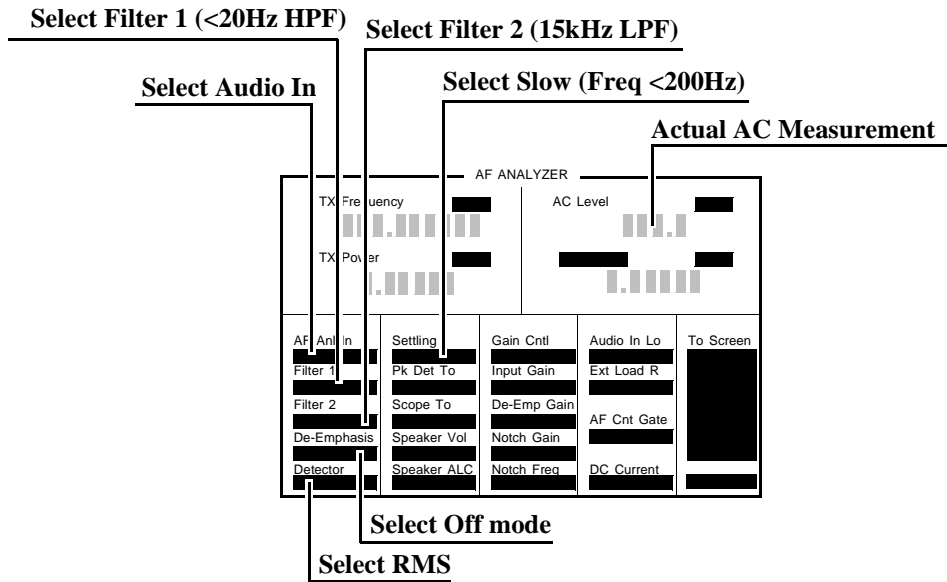 Select Filter 1 (<20Hz HPF)
Select Filter 2 (15kHz LPF)
Select Audio In
Select Slow (Freq <200Hz)
Actual AC Measurement
AF ANALYZER
TX Frequency
AC Level
TX Power
AF Anl In
Settling
Gain Cntl
Audio In Lo
To Screen
Filter 1
Pk Det To
Input Gain
Ext Load R
Filter 2
Scope To
De-Emp Gain
AF Cnt Gate
De-Emphasis
Speaker Vol
Notch Gain
Detector
Speaker ALC
Notch Freq
DC Current
Select Off mode
Select RMS